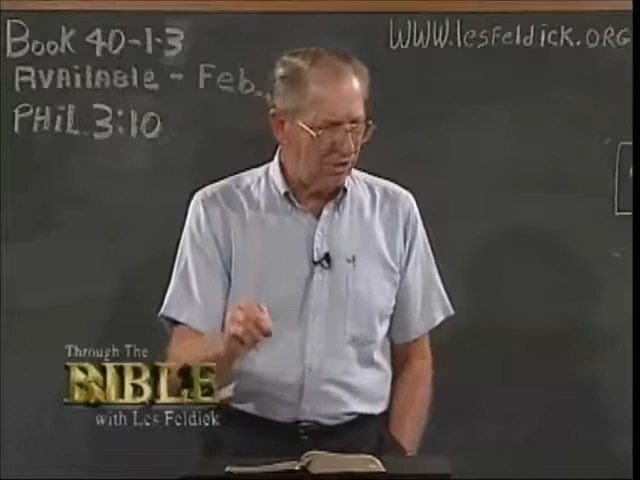 Book 40-1-3
Available - Feb.
Phil 3:10
WWW.lesfeldick.ORG
Through The
BIBLE
with Les Feldick